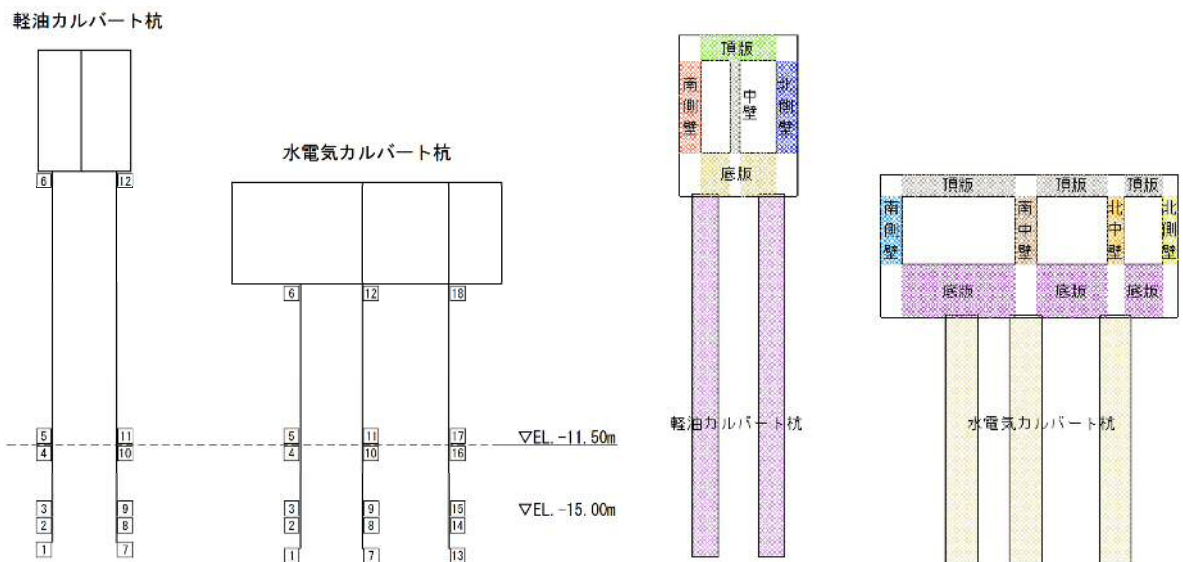 軽油カルバート杭
6 12
5 11
4 10
3 9
2 8
1 7
水電気カルバート杭
6 12 18
5 11 17
4 10 16
3 9 15
2 8 14
1 7 13
▽EL.-11.50m
▽EL.-15.00m
頂版
南側壁
中壁
北側壁
底版
軽油カルバート杭
頂版 頂版 頂版
南側壁
南中壁
北中壁
北側壁
底版 底版 底版
水電気カルバート杭